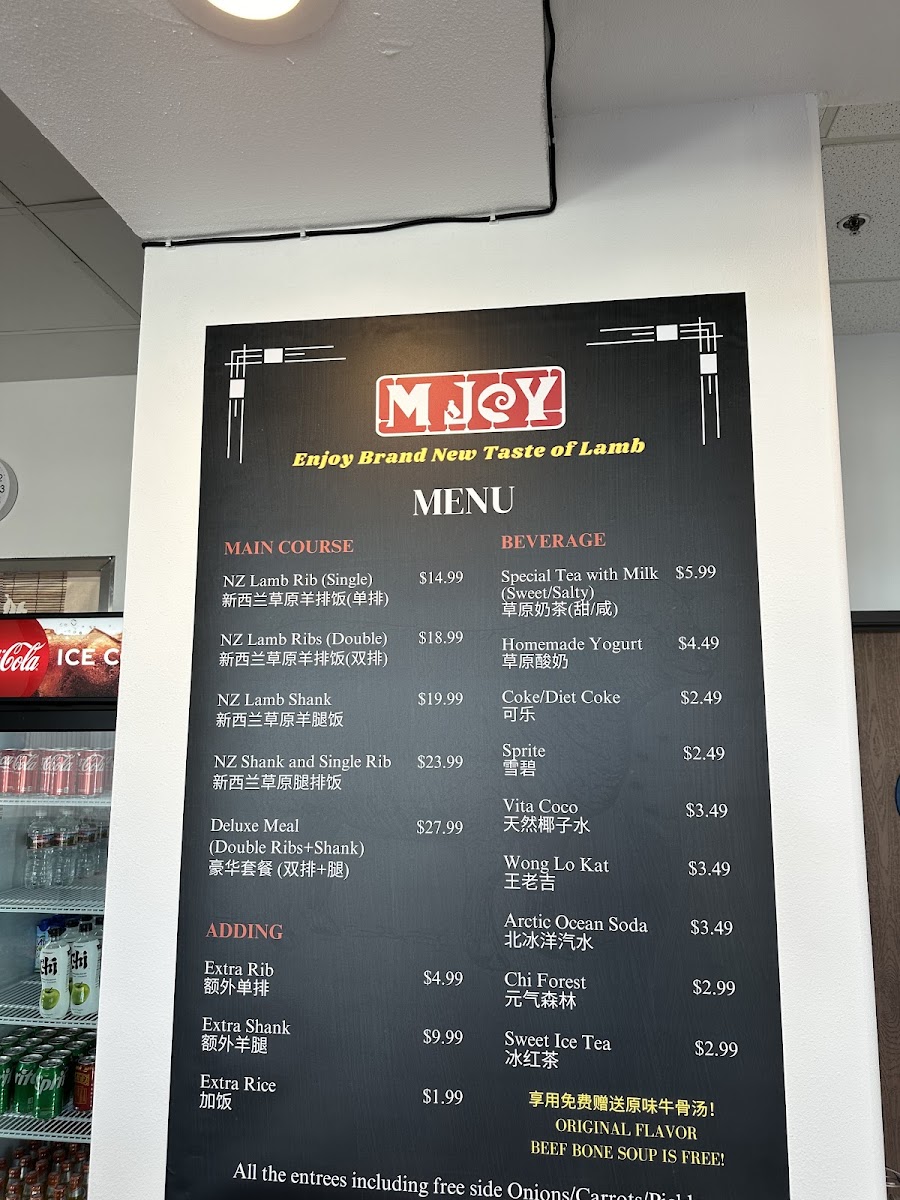 M JOY
Enjoy Brand New Taste of Lamb
MENU
MAIN COURSE
NZ Lamb Rib (Single) $14.99
新西兰草原羊排饭(单排)
NZ Lamb Ribs (Double) $18.99
新西兰草原羊排饭(双排)
NZ Lamb Shank $19.99
新西兰草原羊腿饭
NZ Shank and Single Rib $23.99
新西兰草原腿排饭
Deluxe Meal $27.99
(Double Ribs+Shank)
豪华套餐 (双排+腿)
ADDING
Extra Rib $4.99
额外单排
Extra Shank $9.99
额外羊腿
Extra Rice $1.99
加饭
BEVERAGE
Special Tea with Milk $5.99
(Sweet/Salty)
草原奶茶(甜/咸)
Homemade Yogurt $4.49
草原酸奶
Coke/Diet Coke $2.49
可乐
Sprite $2.49
雪碧
Vita Coco $3.49
天然椰子水
Wong Lo Kat $3.49
王老吉
Arctic Ocean Soda $3.49
北冰洋汽水
Chi Forest $2.99
元气森林
Sweet Ice Tea $2.99
冰红茶
享用免费赠送原味牛骨汤!
ORIGINAL FLAVOR
BEEF BONE SOUP IS FREE!
All the entrees including free side Onions/Carrots/
Cola ICE C
chi